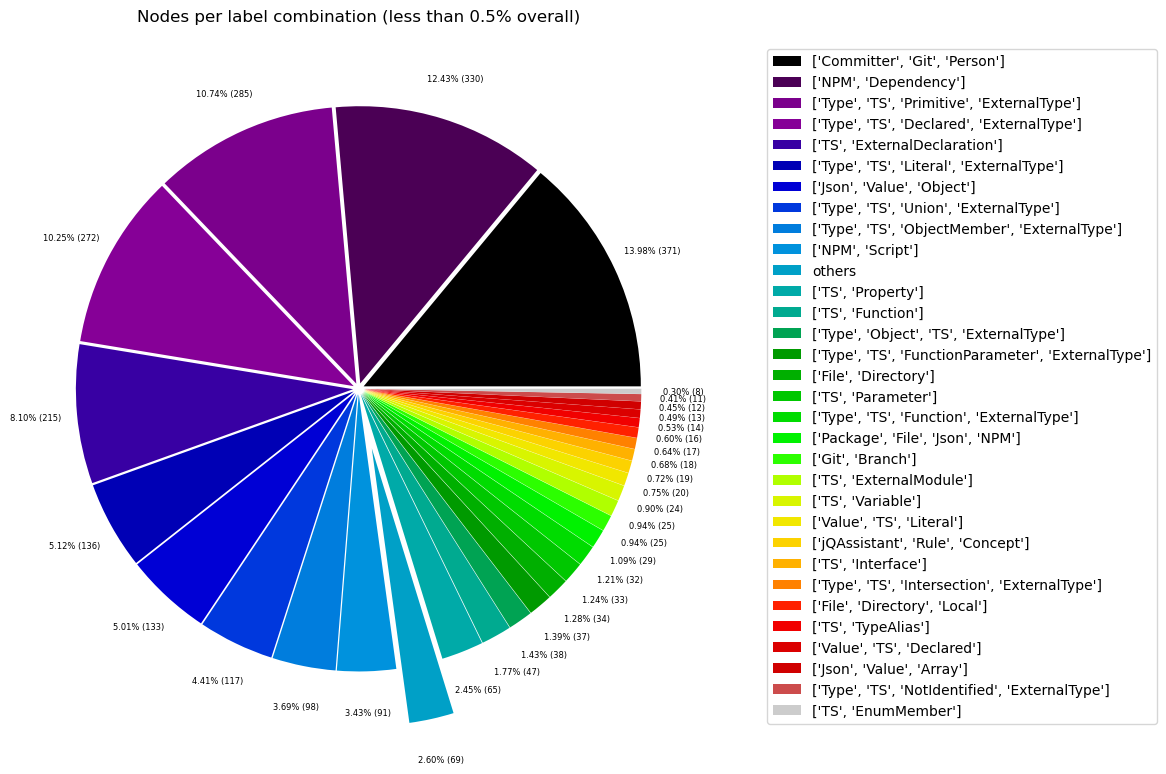 Nodes per label combination (less than 0.5% overall)
13.98% (371)
12.43% (330)
10.74% (285)
10.25% (272)
8.10% (215)
5.12% (136)
5.01% (133)
4.41% (117)
3.69% (98)
3.43% (91)
2.60% (69)
2.45% (65)
1.77% (47)
1.43% (38)
1.39% (37)
1.28% (34)
1.24% (33)
1.21% (32)
1.09% (29)
0.94% (25)
0.94% (25)
0.90% (24)
0.75% (20)
0.72% (19)
0.68% (18)
0.64% (17)
0.60% (16)
0.53% (14)
0.49% (13)
0.45% (12)
0.41% (11)
0.30% (8)
['Committer', 'Git', 'Person']
['NPM', 'Dependency']
['Type', 'TS', 'Primitive', 'ExternalType']
['Type', 'TS', 'Declared', 'ExternalType']
['TS', 'ExternalDeclaration']
['Type', 'TS', 'Literal', 'ExternalType']
['Json', 'Value', 'Object']
['Type', 'TS', 'Union', 'ExternalType']
['Type', 'TS', 'ObjectMember', 'ExternalType']
['NPM', 'Script']
others
['TS', 'Property']
['TS', 'Function']
['Type', 'Object', 'TS', 'ExternalType']
['Type', 'TS', 'FunctionParameter', 'ExternalType']
['File', 'Directory']
['TS', 'Parameter']
['Type', 'TS', 'Function', 'ExternalType']
['Package', 'File', 'Json', 'NPM']
['Git', 'Branch']
['TS', 'ExternalModule']
['TS', 'Variable']
['Value', 'TS', 'Literal']
['jQAssistant', 'Rule', 'Concept']
['TS', 'Interface']
['Type', 'TS', 'Intersection', 'ExternalType']
['File', 'Directory', 'Local']
['TS', 'TypeAlias']
['Value', 'TS', 'Declared']
['Json', 'Value', 'Array']
['Type', 'TS', 'NotIdentified', 'ExternalType']
['TS', 'EnumMember']